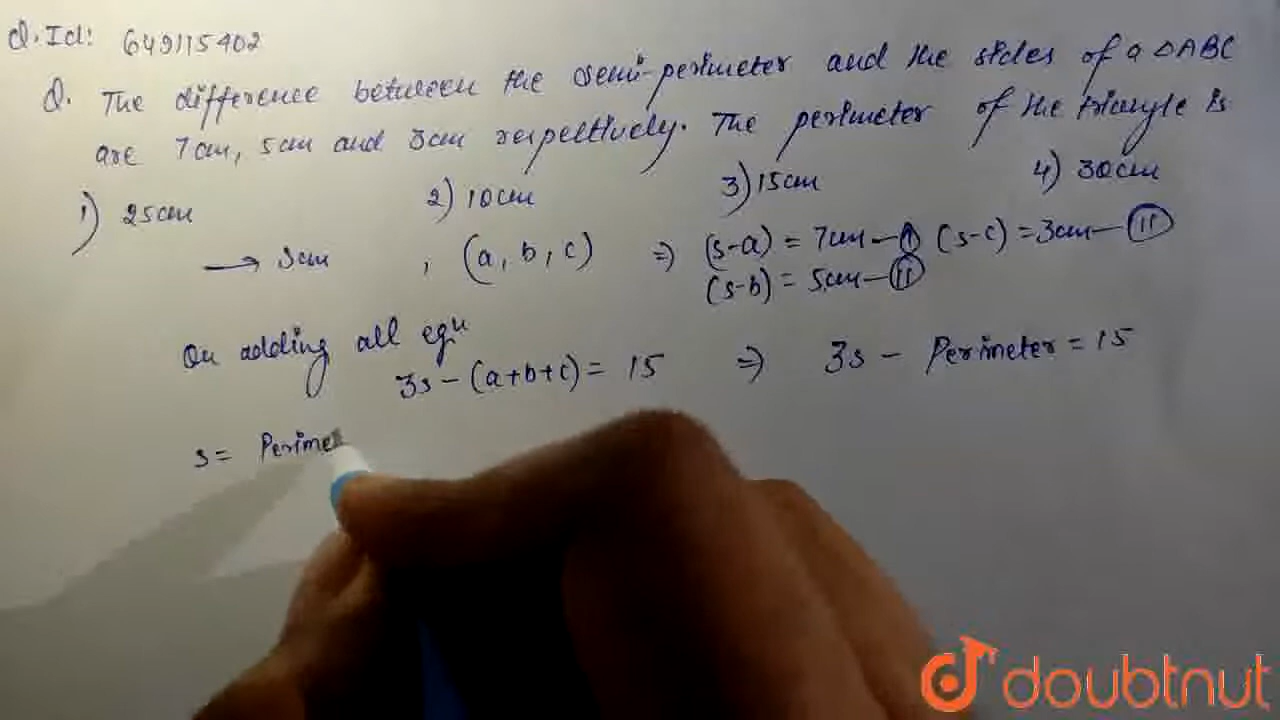 Q. Id: 649115402
Q. The difference between the semi-perimeter and the sides of a △ABC
are 7cm, 5cm and 3cm respectively. The perimeter of the triangle is
1) 25cm 2) 10cm 3) 15cm 4) 30cm
→ 3cm , (a, b, c) ⇒ (s-a) = 7cm — (I) (s-c) = 3cm — (II)
(s-b) = 5cm — (II)
On adding all equ
3s - (a+b+c) = 15 ⇒ 3s - Perimeter = 15
s = Perime
doubtnut